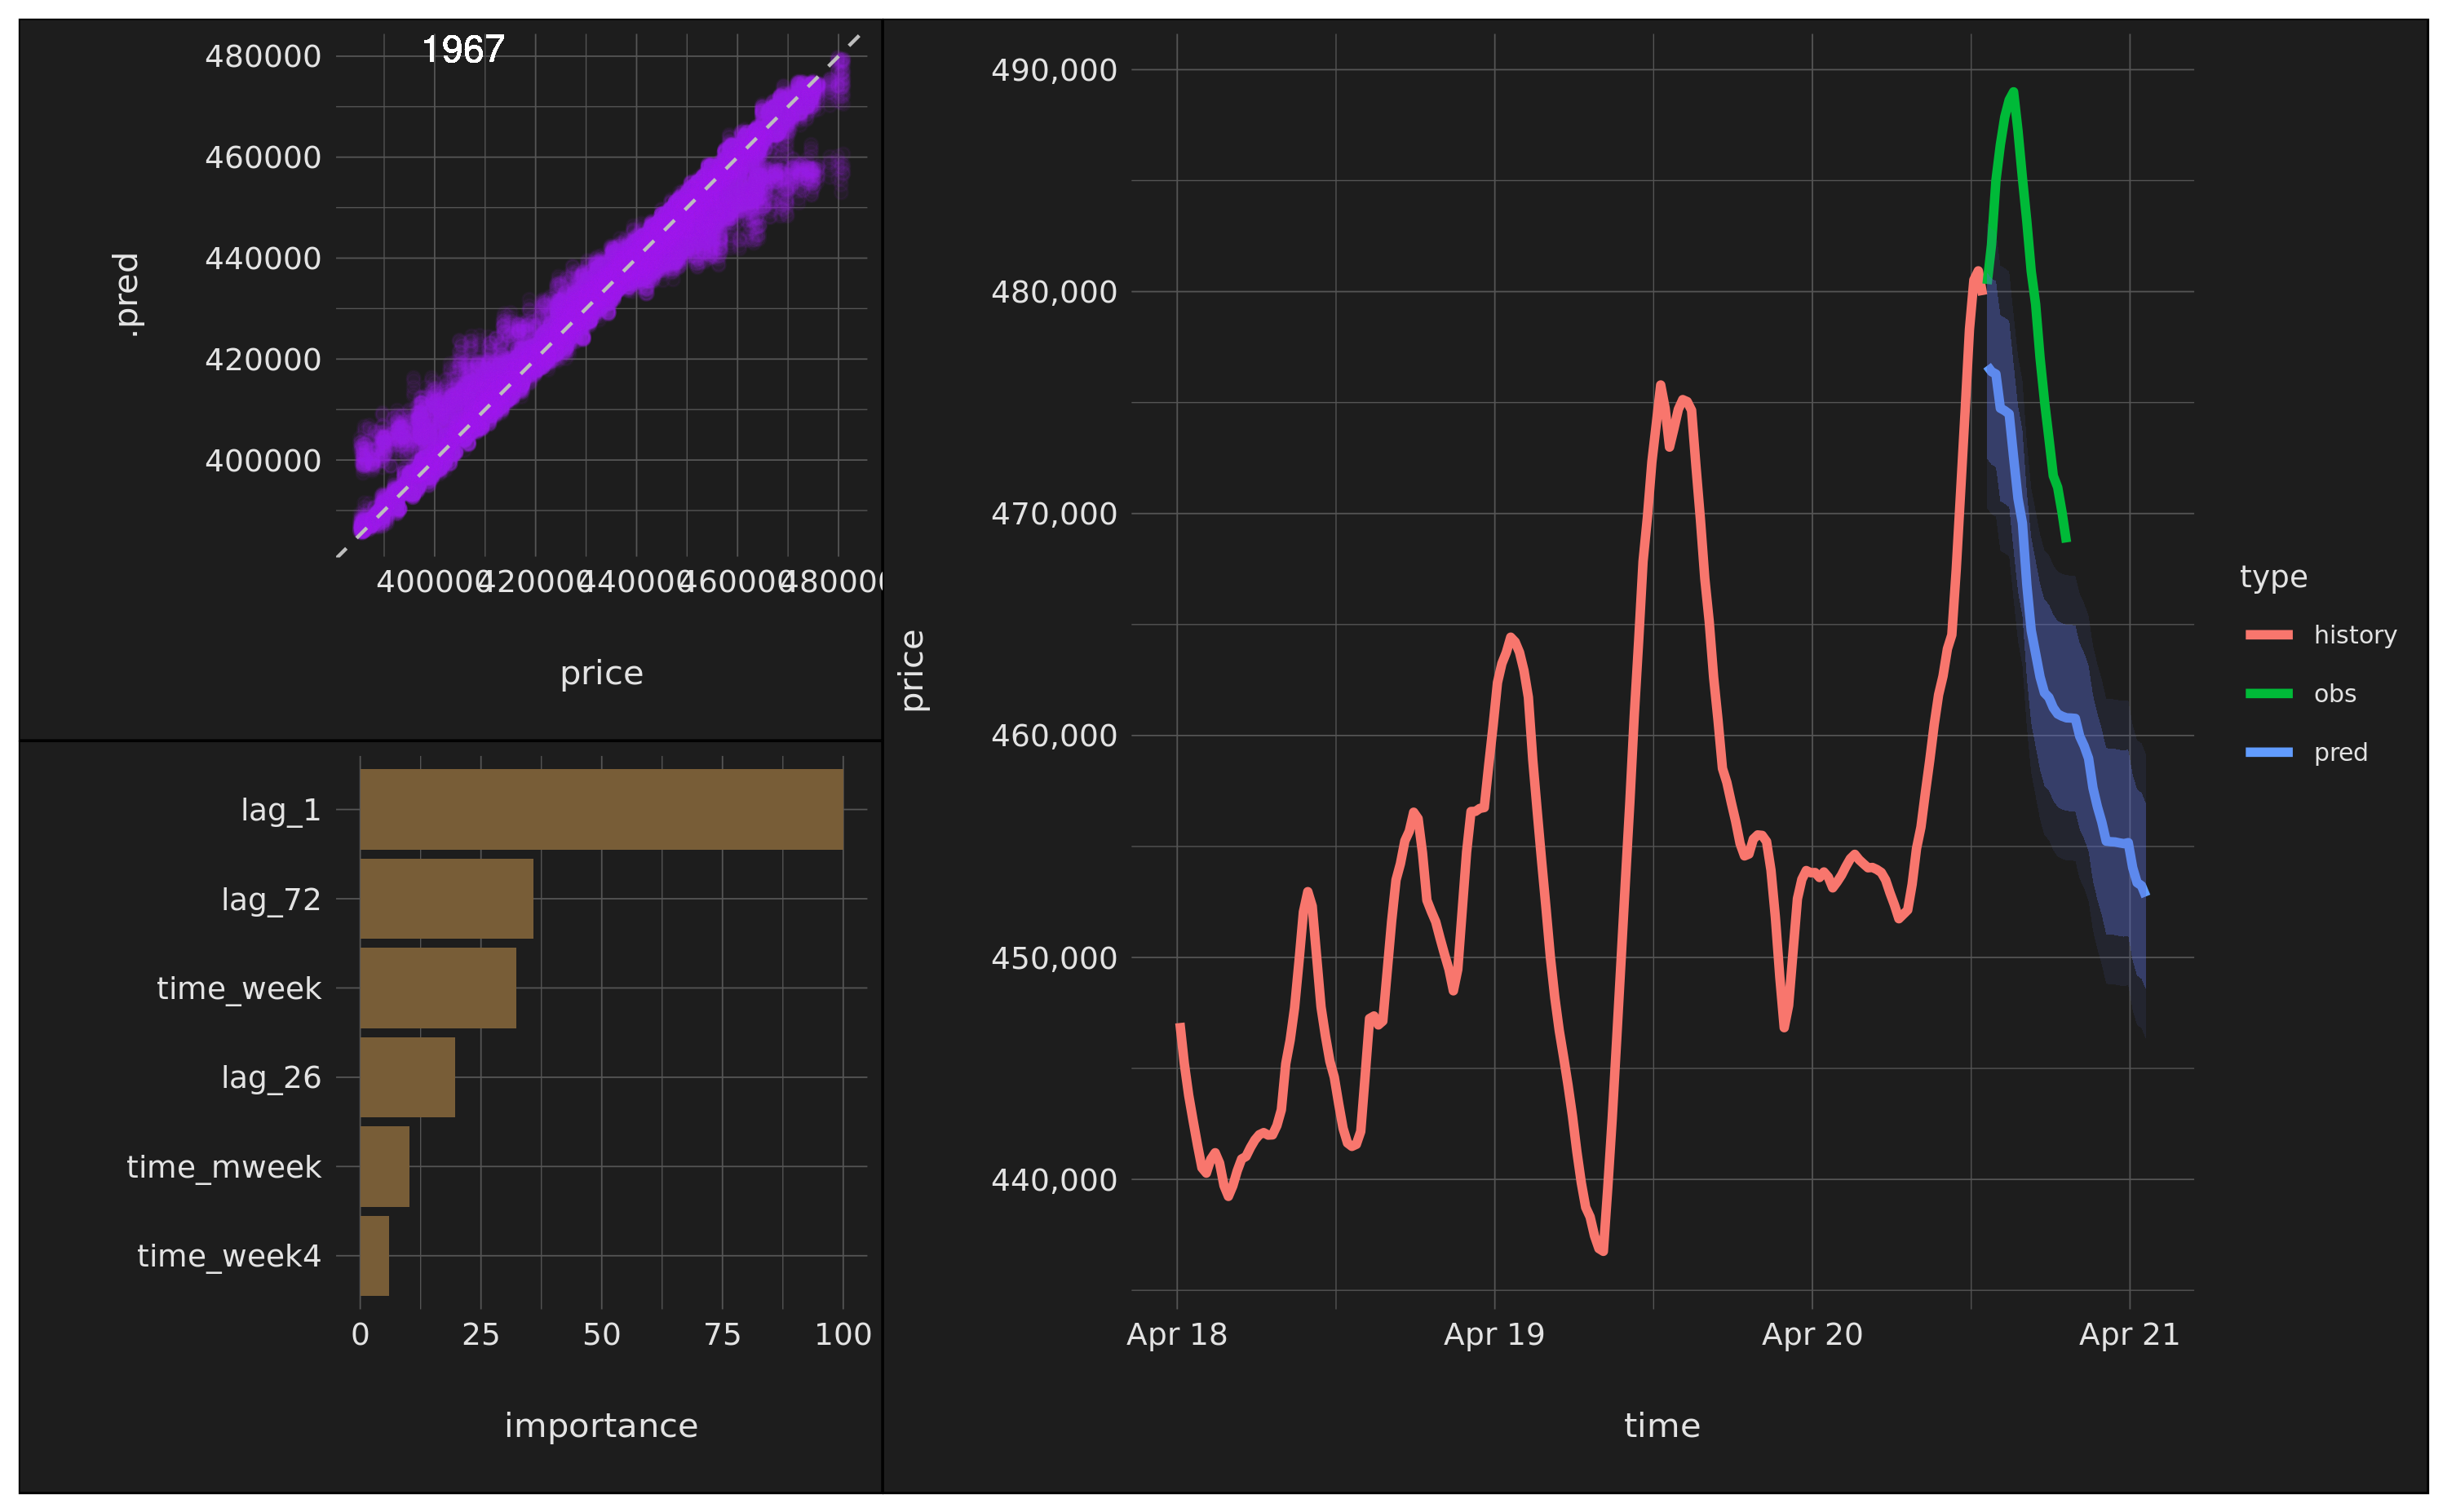 1967
480000
460000
440000
420000
400000
.pred
400000 420000 440000 460000 480000
price
lag_1
lag_72
time_week
lag_26
time_mweek
time_week4
0 25 50 75 100
importance
490,000
480,000
470,000
460,000
450,000
440,000
price
Apr 18 Apr 19 Apr 20 Apr 21
time
type
history
obs
pred